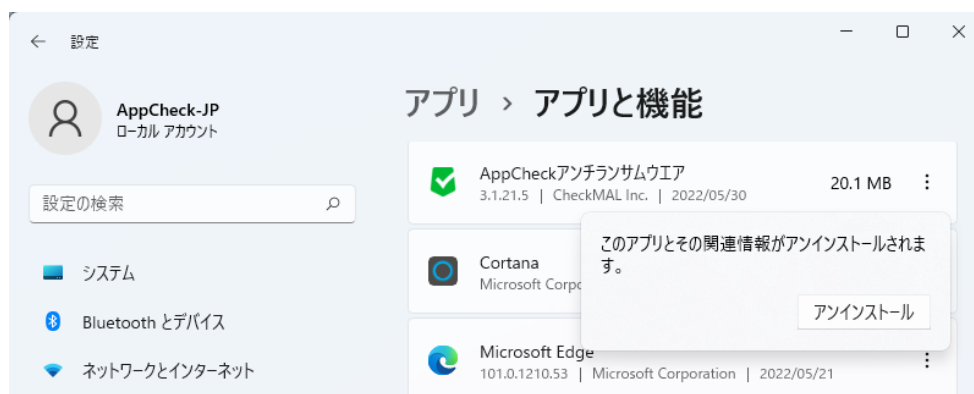 ← 設定
AppCheck-JP
ローカル アカウント
設定の検索
システム
Bluetooth とデバイス
ネットワークとインターネット
アプリ › アプリと機能
AppCheckアンチランサムウエア
3.1.21.5 | CheckMAL Inc. | 2022/05/30
20.1 MB
このアプリとその関連情報がアンインストールされま
す。
アンインストール
Cortana
Microsoft Corpo
Microsoft Edge
101.0.1210.53 | Microsoft Corporation | 2022/05/21